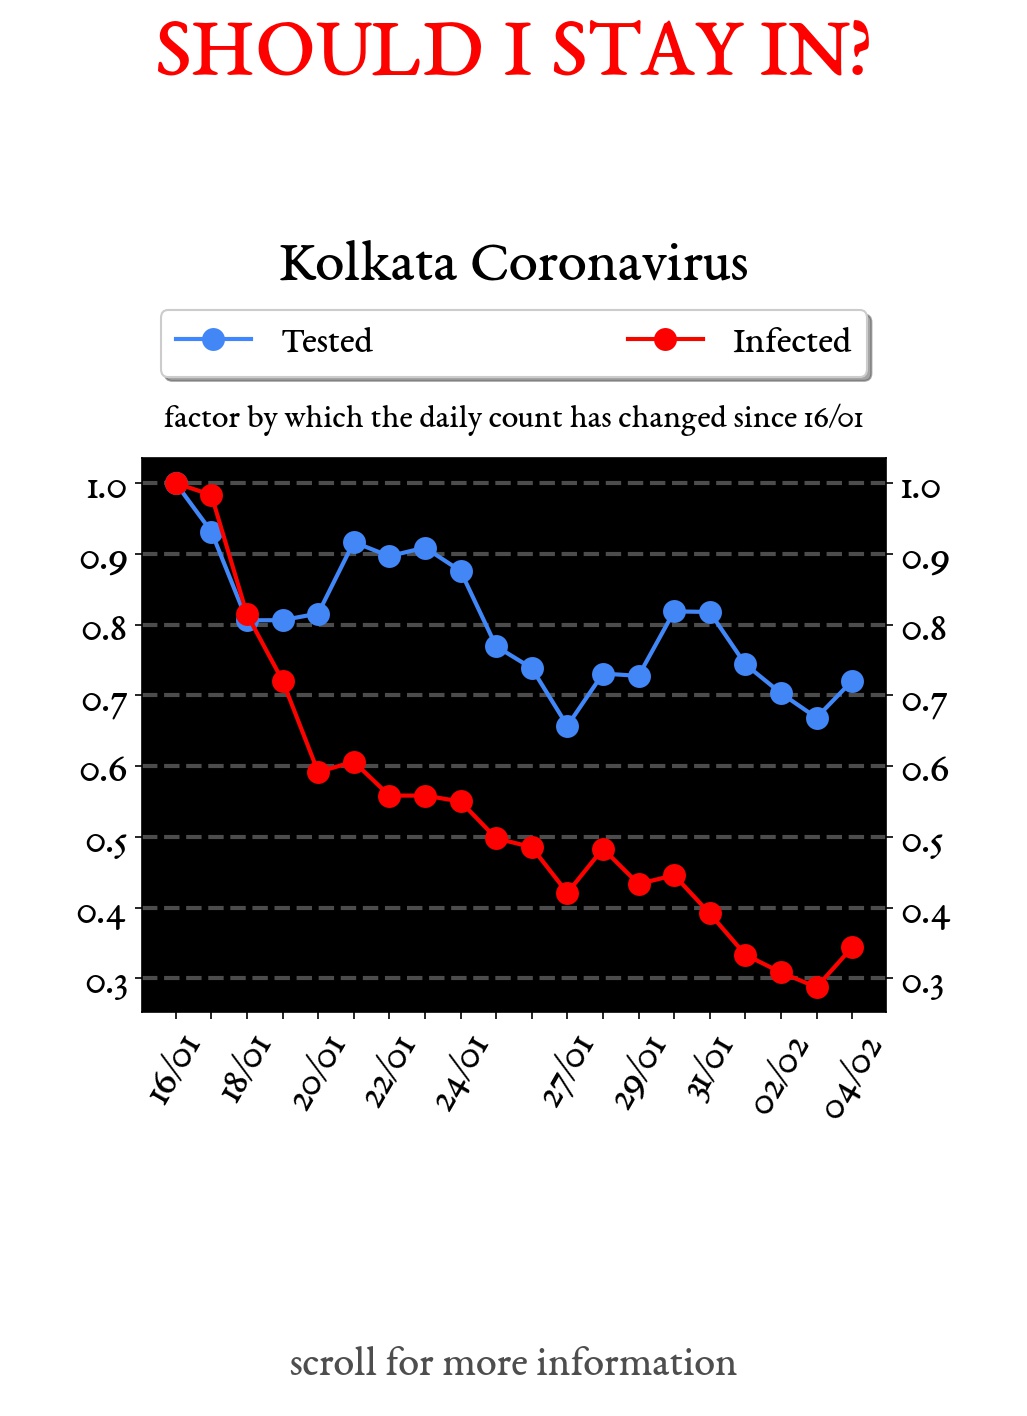 SHOULD I STAY IN?
Kolkata Coronavirus
Tested Infected
factor by which the daily count has changed since 16/01
1.0 1.0
0.9 0.9
0.8 0.8
0.7 0.7
0.6 0.6
0.5 0.5
0.4 0.4
0.3 0.3
16/01 18/01 20/01 22/01 24/01 27/01 29/01 31/01 02/02 04/02
scroll for more information